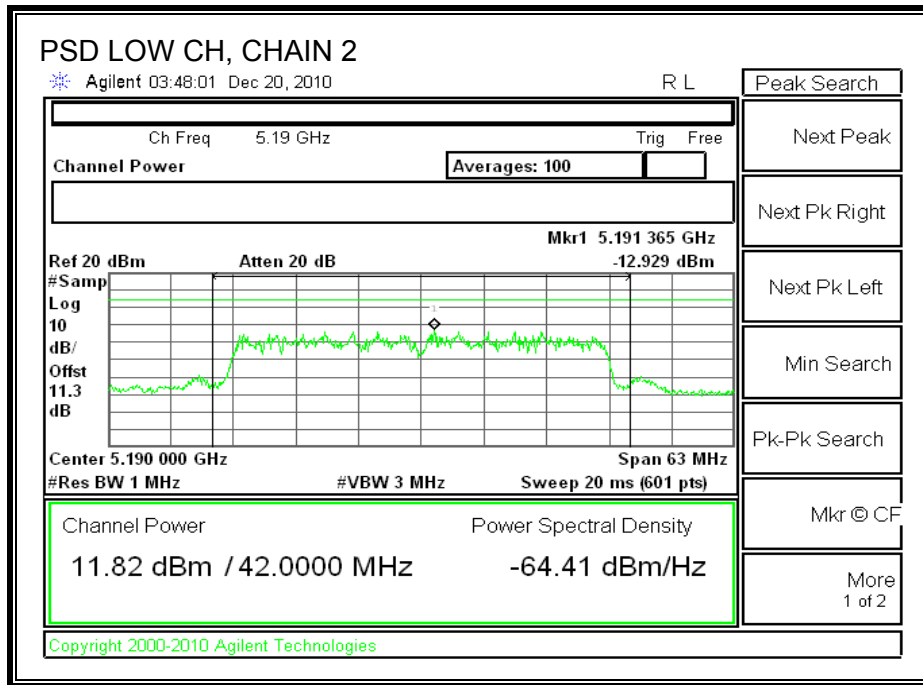 PSD LOW CH, CHAIN 2
Agilent 03:48:01 Dec 20, 2010 R L
Peak Search
Ch Freq 5.19 GHz Trig Free
Next Peak
Channel Power Averages: 100
Next Pk Right
Mkr1 5.191 365 GHz
Ref 20 dBm Atten 20 dB -12.929 dBm
#Samp
Log
10
dB/
Offst
11.3
dB
1
Next Pk Left
Min Search
Pk-Pk Search
Center 5.190 000 GHz Span 63 MHz
#Res BW 1 MHz #VBW 3 MHz Sweep 20 ms (601 pts)
Channel Power Power Spectral Density
Mkr © CF
11.82 dBm / 42.0000 MHz -64.41 dBm/Hz
More
1 of 2
Copyright 2000-2010 Agilent Technologies